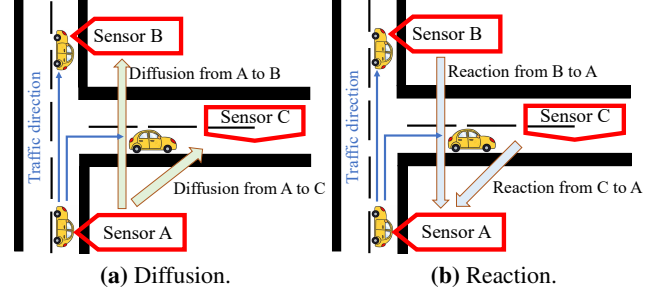 Sensor B
Diffusion from A to B
Sensor C
Traffic direction
Diffusion from A to C
Sensor A
(a) Diffusion.
Sensor B
Reaction from B to A
Sensor C
Traffic direction
Reaction from C to A
Sensor A
(b) Reaction.